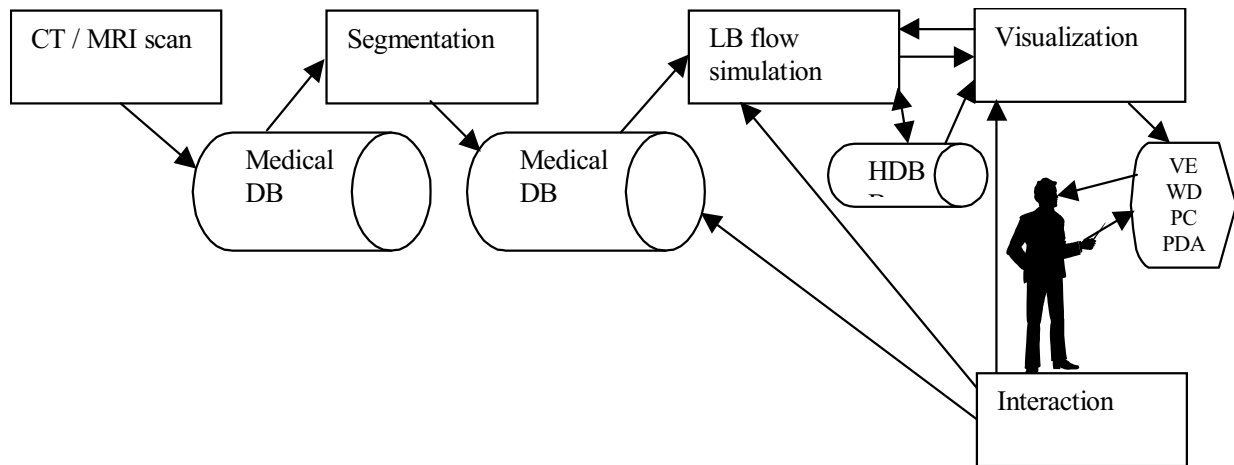 CT / MRI scan
Segmentation
LB flow
simulation
Visualization
Medical
DB
Medical
DB
HDB
VE
WD
PC
PDA
Interaction